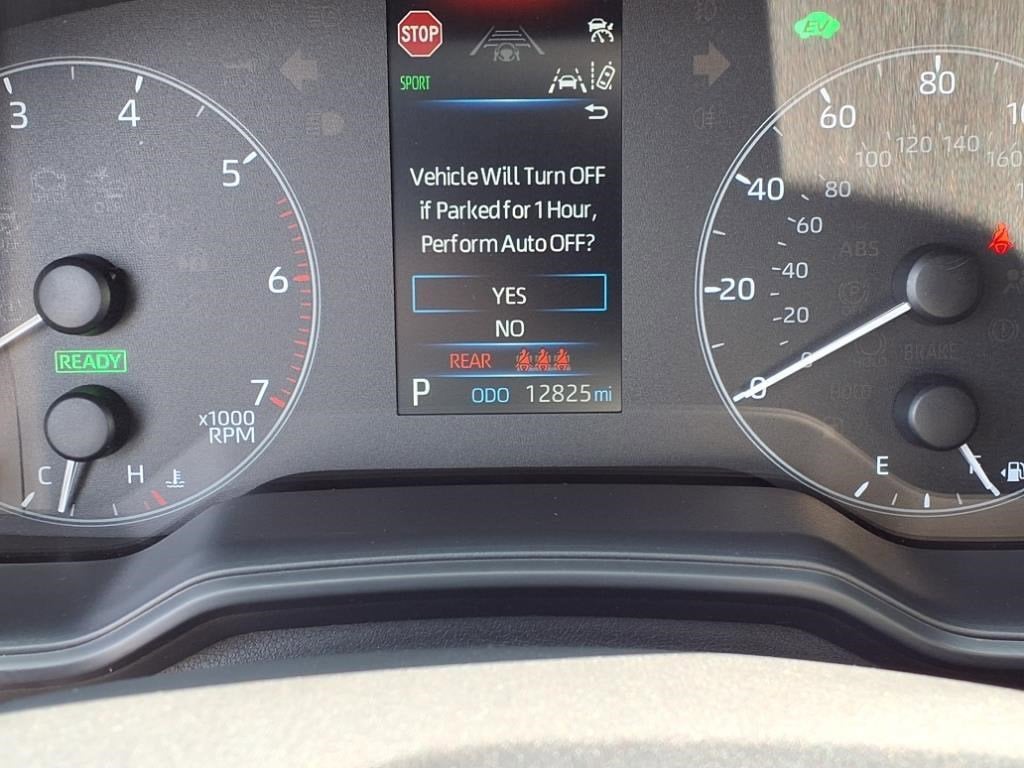 STOP
SPORT
Vehicle Will Turn OFF
if Parked for 1 Hour,
Perform Auto OFF?
YES
NO
REAR
P ODO 12825 mi
3
4
5
6
7
x1000
RPM
READY
C H
EV
0
20
40
60
80
0
20
40
60
80
100
120
140
160
ABS
BRAKE
HOLD
E F